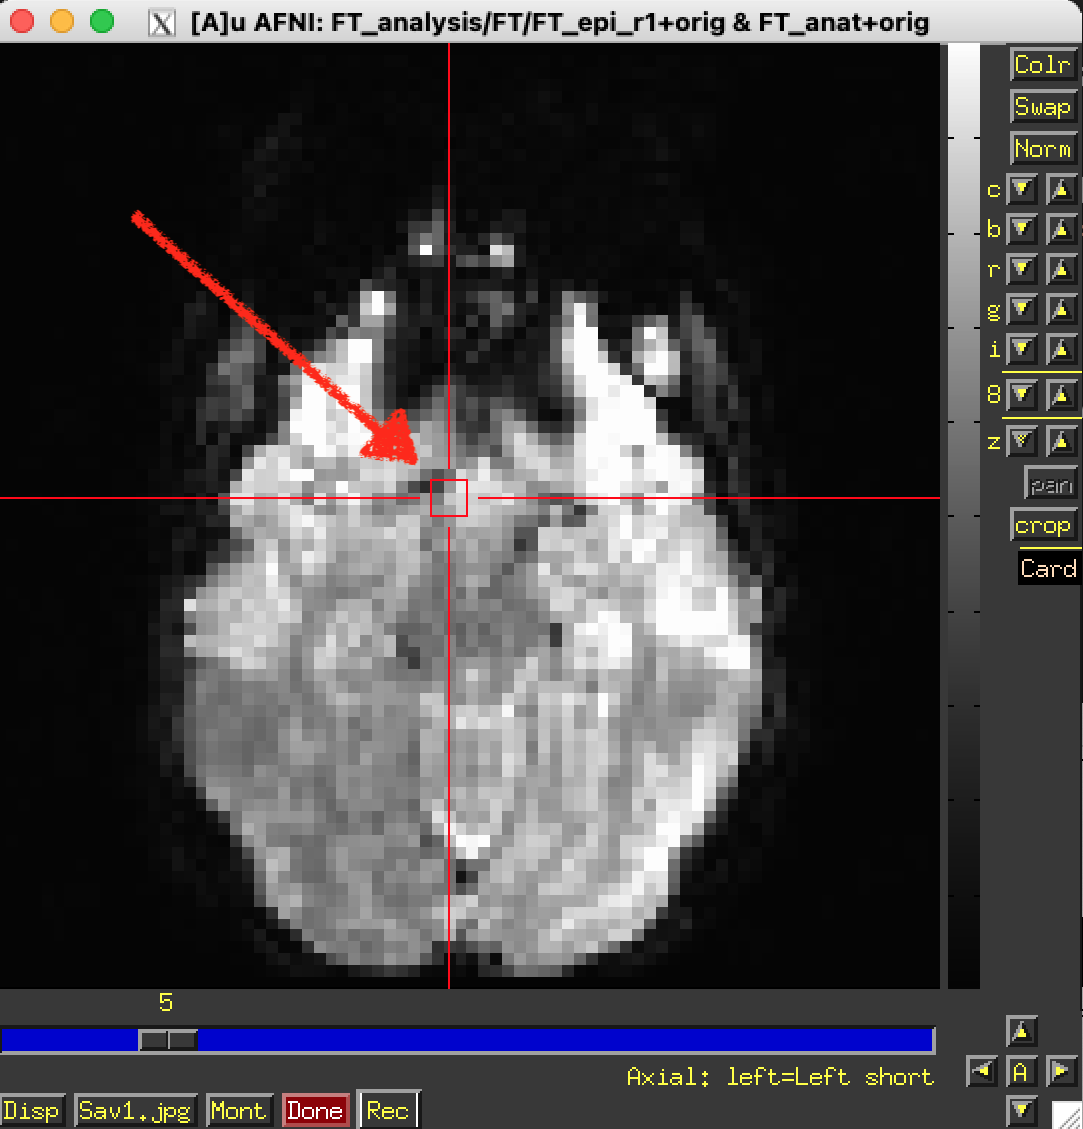 [A]u AFNI: FT_analysis/FT/FT_epi_r1+orig & FT_anat+orig
Colr
Swap
Norm
c
b
r
g
i
8
z
pan
crop
Card
5
Axial: left=Left short
A
Disp Sav1.jpg Mont Done Rec